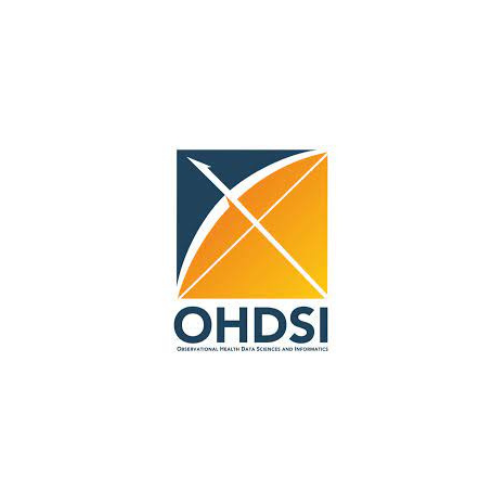 OHDSI
Observational Health Data Sciences and Informatics